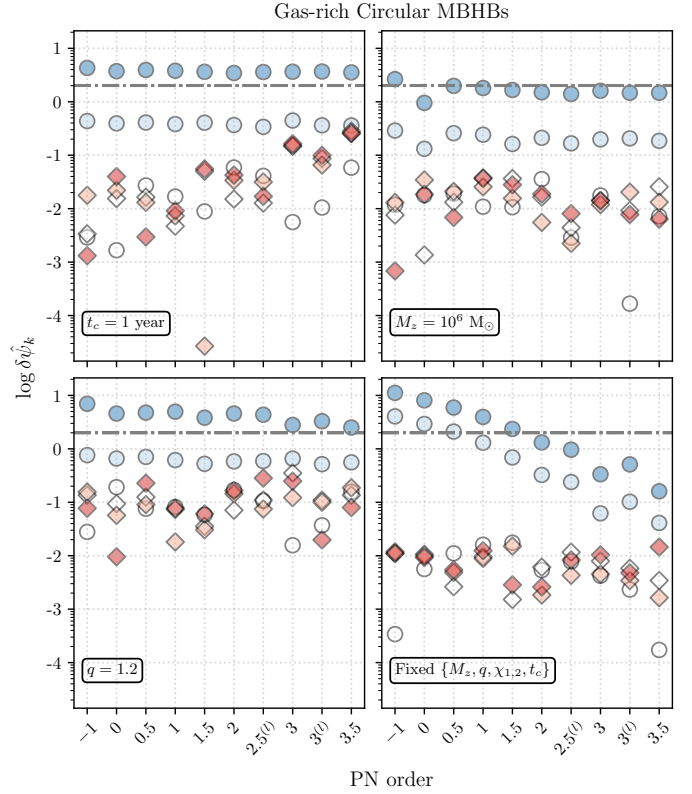 Gas-rich Circular MBHBs
1
0
-1
-2
-3
-4
t_c = 1 year
M_z = 10^6 M_⊙
log δψ̂_k
1
0
-1
-2
-3
-4
q = 1.2
Fixed {M_z, q, χ_{1,2}, t_c}
−1 0 0.5 1 1.5 2 2.5^{(l)} 3 3^{(l)} 3.5
−1 0 0.5 1 1.5 2 2.5^{(l)} 3 3^{(l)} 3.5
PN order